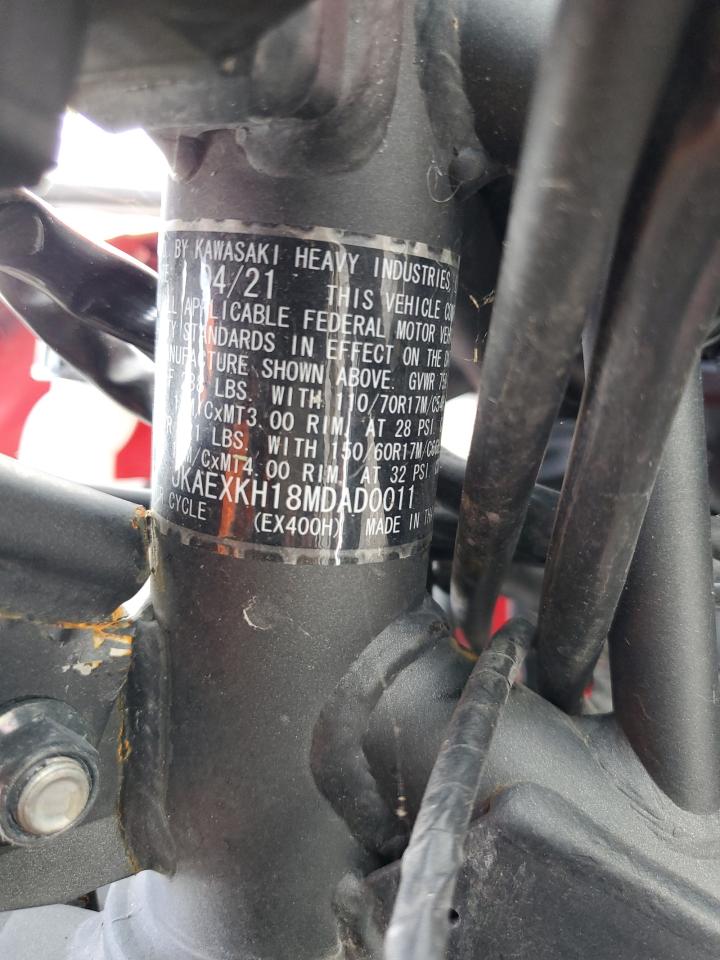 BY KAWASAKI HEAVY INDUSTRIES,
04/21 THIS VEHICLE
APPLICABLE FEDERAL MOTOR
STANDARDS IN EFFECT ON THE
SHOWN ABOVE. GVWR
LBS. WITH 110/70R17M/C
CxMT3.00 RIM, AT 28 PSI.
LBS. WITH 150/60R17M/C
M/CxMT4.00 RIM, AT 32 PSI,
JKAEXKH18MDAD0011
CYCLE (EX400H) MADE IN